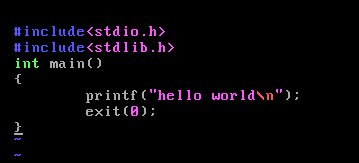 #include<stdio.h>
#include<stdlib.h>
int main()
{
        printf("hello world\n");
        exit(0);
}
~
~